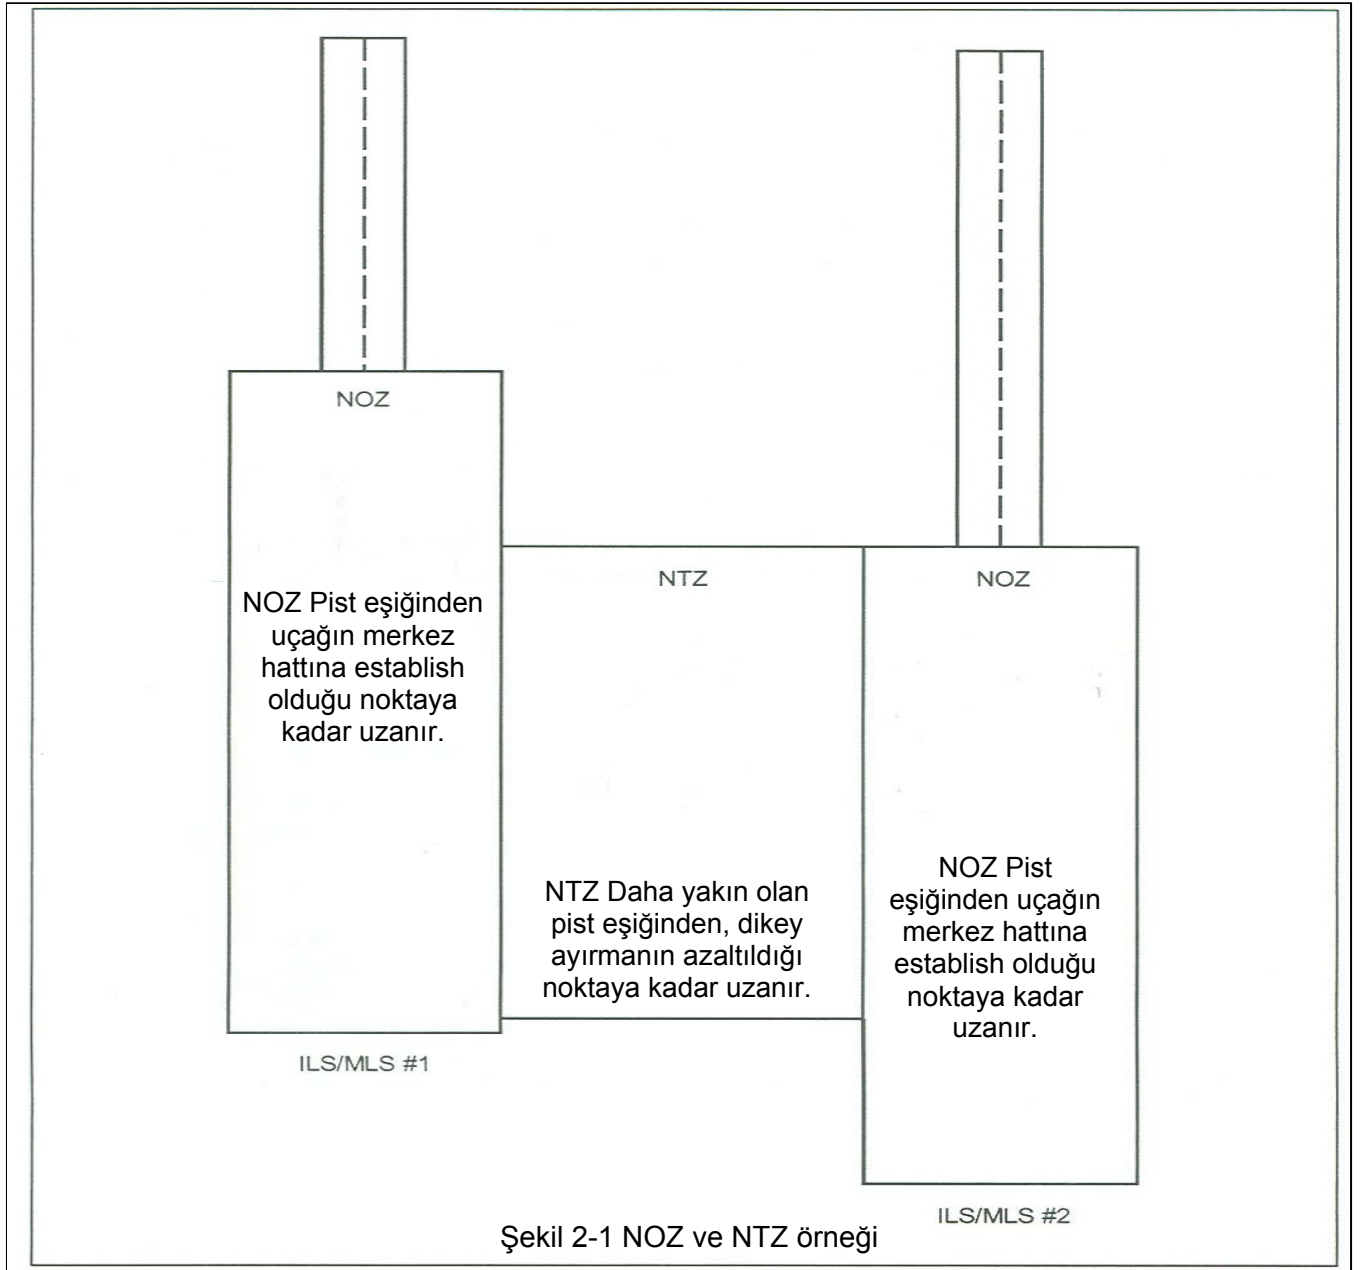 NOZ
NTZ
NOZ
NOZ Pist eşiğinden
uçağın merkez
hattına establish
olduğu noktaya
kadar uzanır.
NTZ Daha yakın olan
pist eşiğinden, dikey
ayırmanın azaltıldığı
noktaya kadar uzanır.
NOZ Pist
eşiğinden uçağın
merkez hattına
establish olduğu
noktaya kadar
uzanır.
ILS/MLS #1
ILS/MLS #2
Şekil 2-1 NOZ ve NTZ örneği